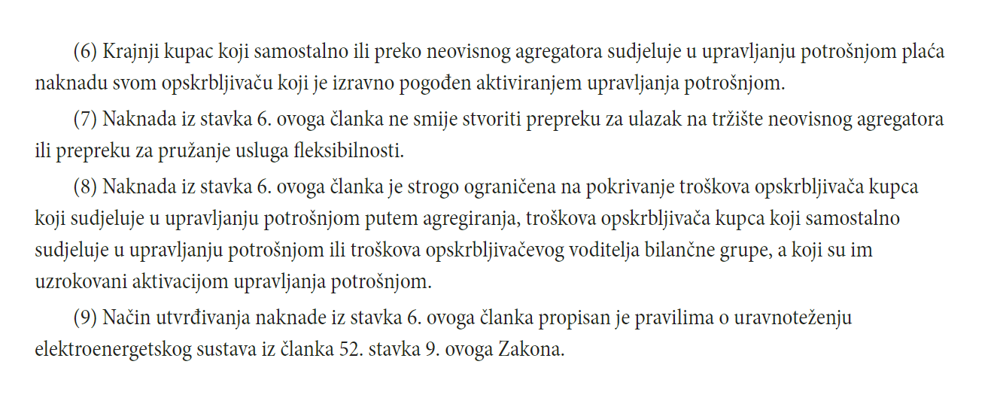 (6) Krajnji kupac koji samostalno ili preko neovisnog agregatora sudjeluje u upravljanju potrošnjom plaća
naknadu svom opskrbljivaču koji je izravno pogođen aktiviranjem upravljanja potrošnjom.
(7) Naknada iz stavka 6. ovoga članka ne smije stvoriti prepreku za ulazak na tržište neovisnog agregatora
ili prepreku za pružanje usluga fleksibilnosti.
(8) Naknada iz stavka 6. ovoga članka je strogo ograničena na pokrivanje troškova opskrbljivača kupca
koji sudjeluje u upravljanju potrošnjom putem agregiranja, troškova opskrbljivača kupca koji samostalno
sudjeluje u upravljanju potrošnjom ili troškova opskrbljivačevog voditelja bilančne grupe, a koji su im
uzrokovani aktivacijom upravljanja potrošnjom.
(9) Način utvrđivanja naknade iz stavka 6. ovoga članka propisan je pravilima o uravnoteženju
elektroenergetskog sustava iz članka 52. stavka 9. ovoga Zakona.